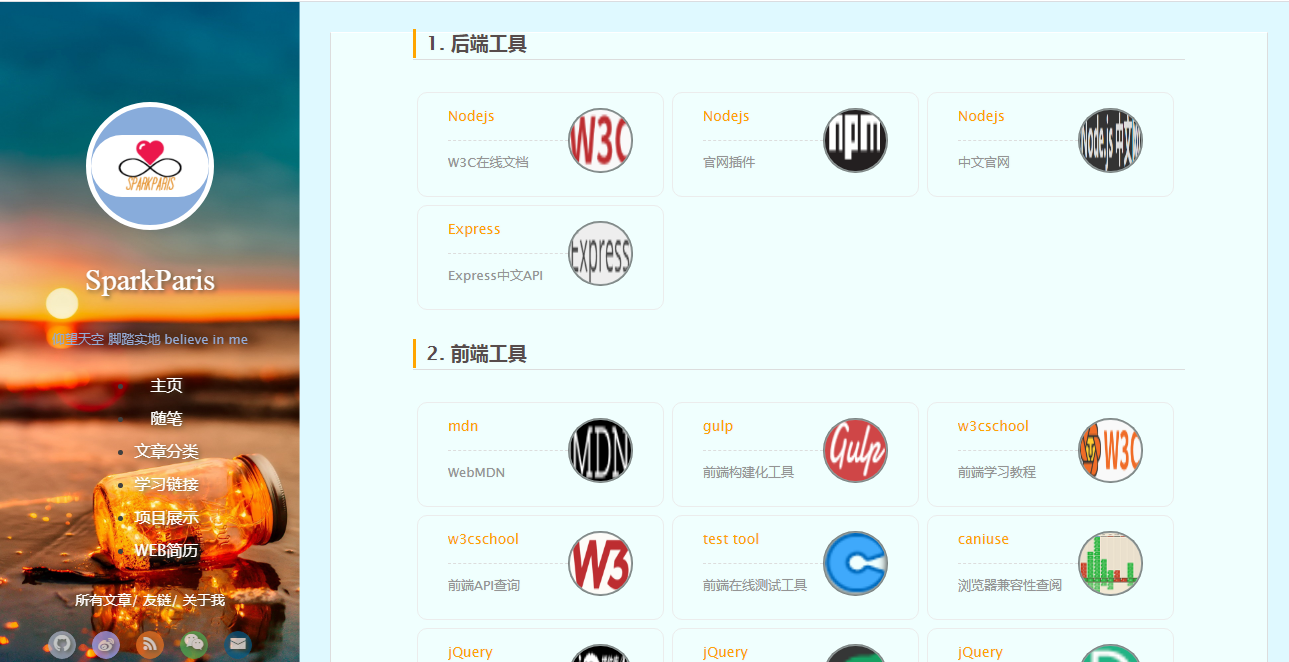 SPARKPARIS
SparkParis
仰望天空 脚踏实地 believe in me
主页
随笔
文章分类
学习链接
项目展示
WEB简历
所有文章/ 友链/ 关于我
1. 后端工具
Nodejs
W3C在线文档
W3C
Nodejs
官网插件
npm
Nodejs
中文官网
Node.js 中文网
Express
Express中文API
Express
2. 前端工具
mdn
WebMDN
MDN
gulp
前端构建化工具
Gulp
w3cschool
前端学习教程
W3C
w3cschool
前端API查询
W3
test tool
前端在线测试工具
caniuse
浏览器兼容性查阅
jQuery
jQuery
jQuery